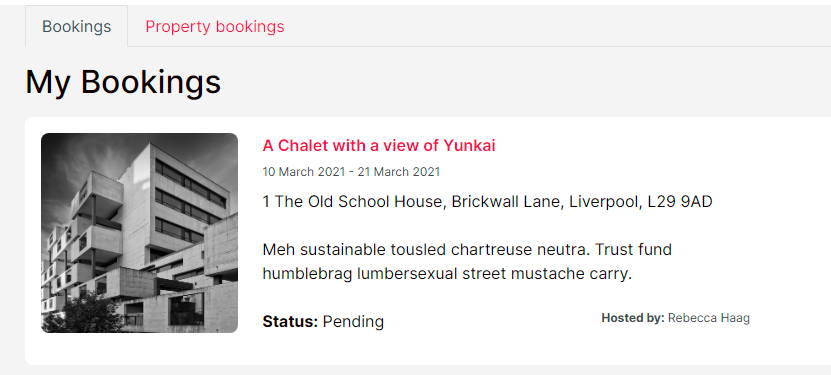 Bookings
Property bookings
My Bookings
A Chalet with a view of Yunkai
10 March 2021 - 21 March 2021
1 The Old School House, Brickwall Lane, Liverpool, L29 9AD
Meh sustainable tousled chartreuse neutra. Trust fund
humblebrag lumbersexual street mustache carry.
Status: Pending
Hosted by: Rebecca Haag